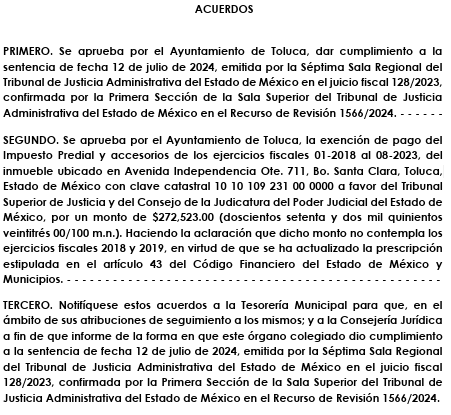 ACUERDOS
PRIMERO. Se aprueba por el Ayuntamiento de Toluca, dar cumplimiento a la
sentencia de fecha 12 de julio de 2024, emitida por la Séptima Sala Regional del
Tribunal de Justicia Administrativa del Estado de México en el juicio fiscal 128/2023,
confirmada por la Primera Sección de la Sala Superior del Tribunal de Justicia
Administrativa del Estado de México en el Recurso de Revisión 1566/2024. - - - - - -
SEGUNDO. Se aprueba por el Ayuntamiento de Toluca, la exención de pago del
Impuesto Predial y accesorios de los ejercicios fiscales 01-2018 al 08-2023, del
inmueble ubicado en Avenida Independencia Ote. 711, Bo. Santa Clara, Toluca,
Estado de México con clave catastral 10 10 109 231 00 0000 a favor del Tribunal
Superior de Justicia y del Consejo de la Judicatura del Poder Judicial del Estado de
México, por un monto de $272,523.00 (doscientos setenta y dos mil quinientos
veintitrés 00/100 m.n.). Haciendo la aclaración que dicho monto no contempla los
ejercicios fiscales 2018 y 2019, en virtud de que se ha actualizado la prescripción
estipulada en el artículo 43 del Código Financiero del Estado de México y
Municipios. - - - - - - - - - - - - - - - - - - - - - - - - - - - - - - - - - - - - - - - - - - - - - - - - - -
TERCERO. Notifíquese estos acuerdos a la Tesorería Municipal para que, en el
ámbito de sus atribuciones de seguimiento a los mismos; y a la Consejería Jurídica
a fin de que informe de la forma en que este órgano colegiado dio cumplimiento
a la sentencia de fecha 12 de julio de 2024, emitida por la Séptima Sala Regional
del Tribunal de Justicia Administrativa del Estado de México en el juicio fiscal
128/2023, confirmada por la Primera Sección de la Sala Superior del Tribunal de
Justicia Administrativa del Estado de México en el Recurso de Revisión 1566/2024.